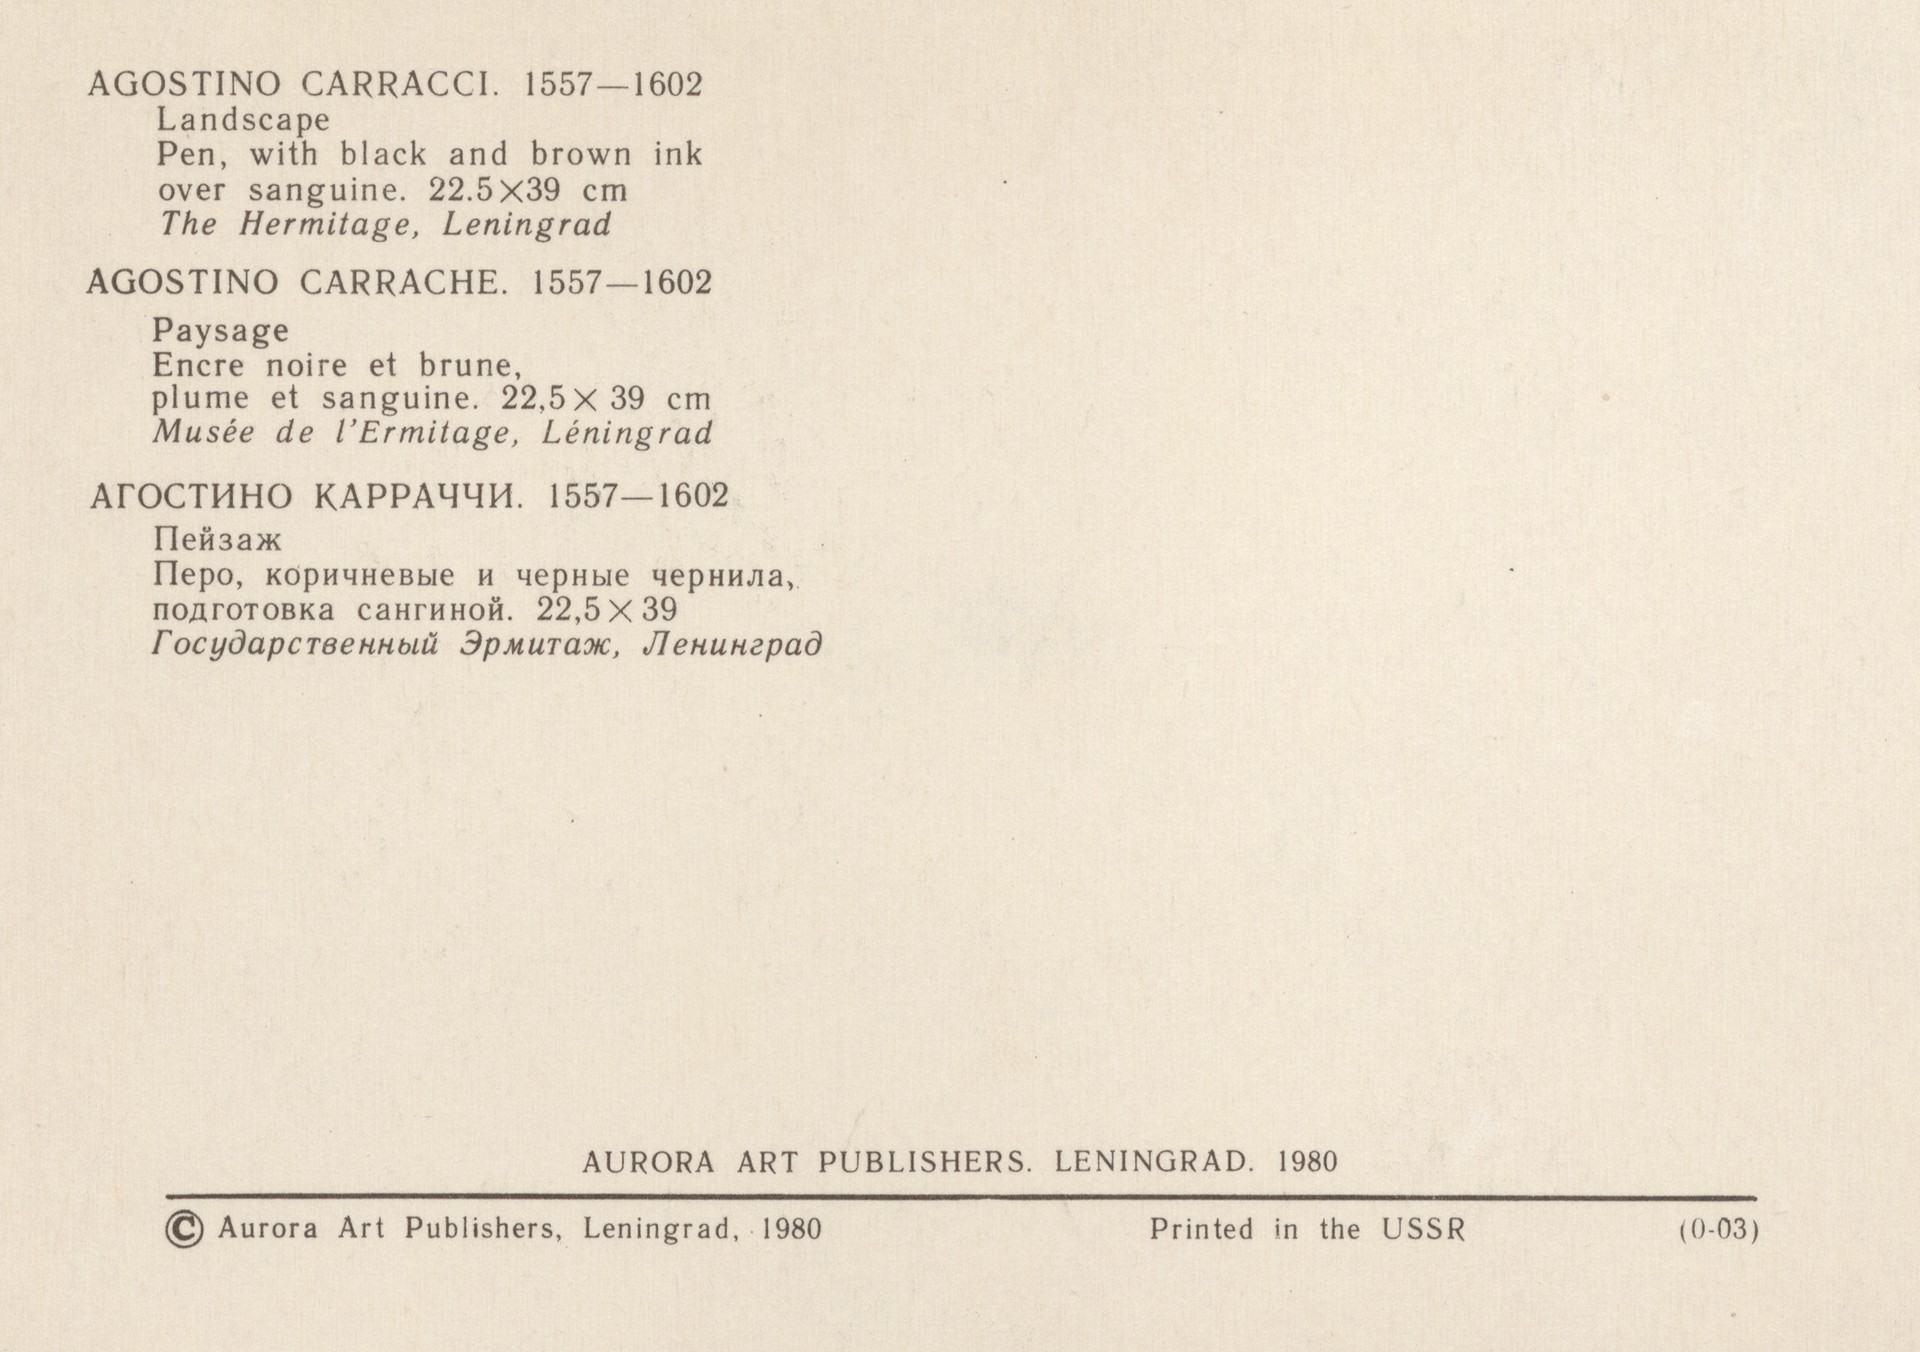 AGOSTINO CARRACCI. 1557—1602
Landscape
Pen, with black and brown ink
over sanguine. 22.5×39 cm
The Hermitage, Leningrad
AGOSTINO CARRACHE. 1557—1602
Paysage
Encre noire et brune,
plume et sanguine. 22,5×39 cm
Musée de l'Ermitage, Léningrad
АГОСТИНО КАРРАЧЧИ. 1557—1602
Пейзаж
Перо, коричневые и черные чернила,
подготовка сангиной. 22,5×39
Государственный Эрмитаж, Ленинград
AURORA ART PUBLISHERS. LENINGRAD. 1980
© Aurora Art Publishers, Leningrad, 1980 Printed in the USSR (0-03)